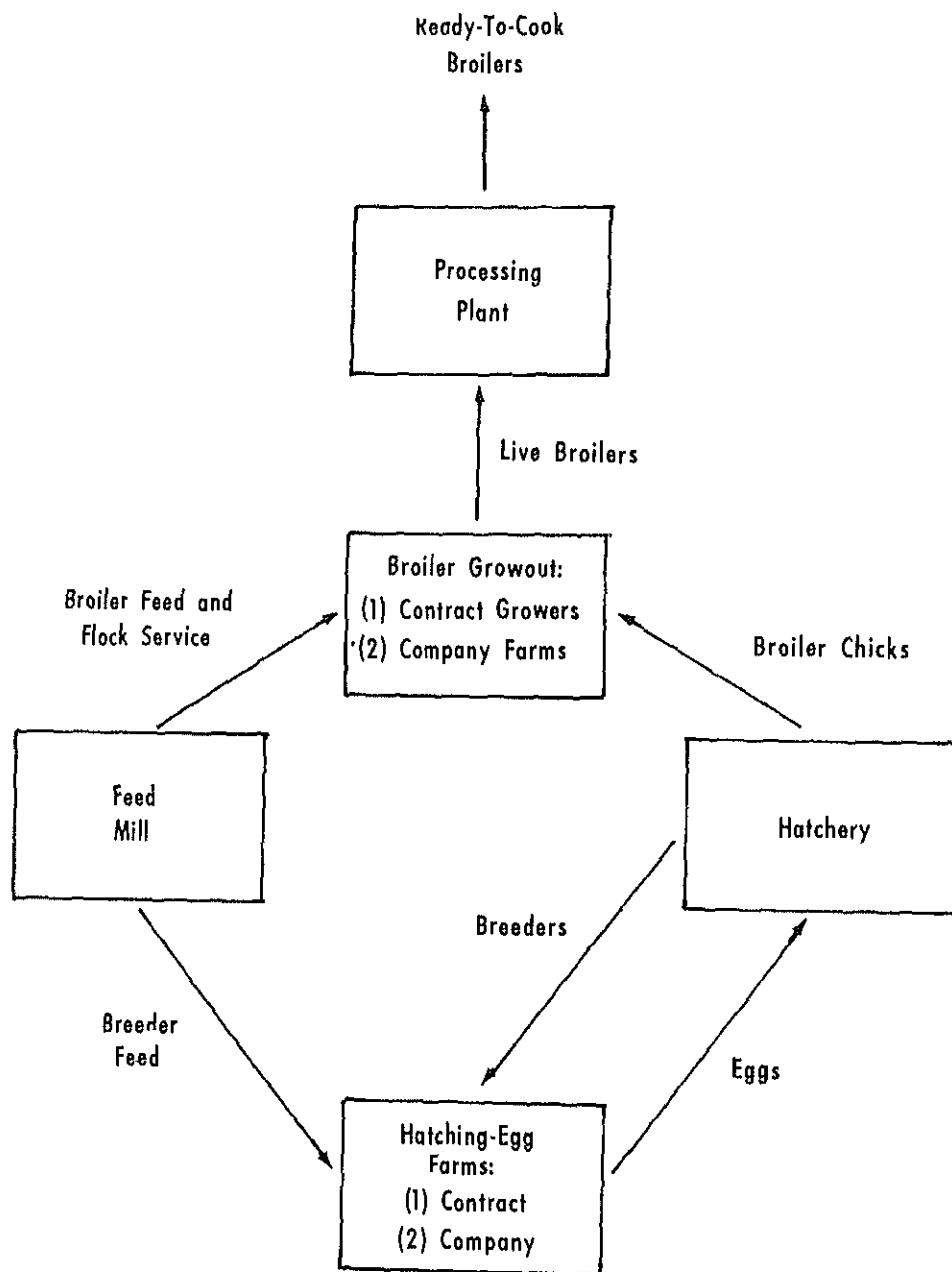 Ready-To-Cook
Broilers
Processing
Plant
Live Broilers
Broiler Growout:
(1) Contract Growers
(2) Company Farms
Broiler Feed and
Flock Service
Broiler Chicks
Feed
Mill
Hatchery
Breeders
Breeder
Feed
Eggs
Hatching-Egg
Farms:
(1) Contract
(2) Company